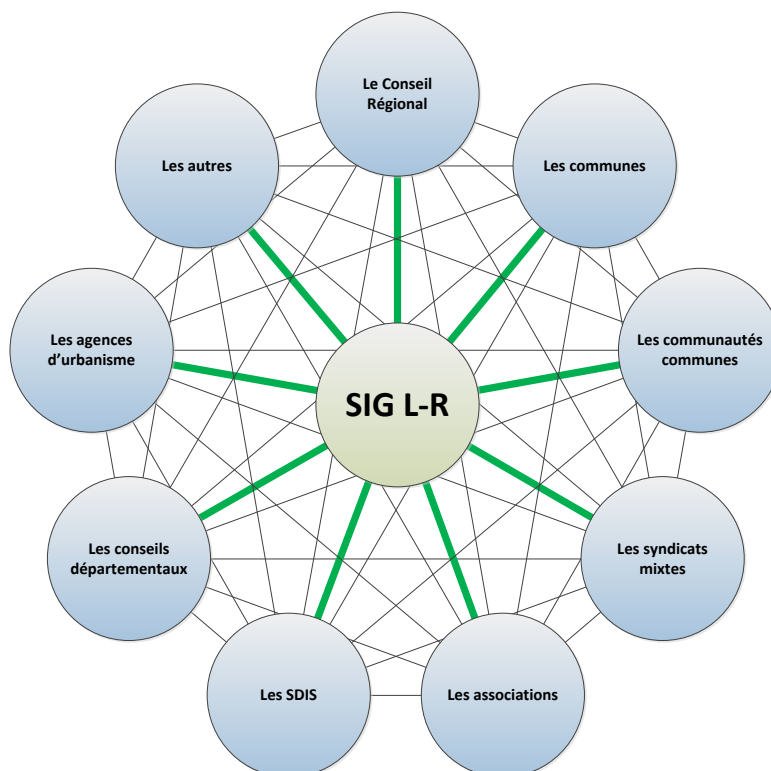 Le Conseil
Régional
Les autres
Les communes
Les agences
d’urbanisme
Les communautés
communes
SIG L-R
Les conseils
départementaux
Les syndicats
mixtes
Les SDIS
Les associations